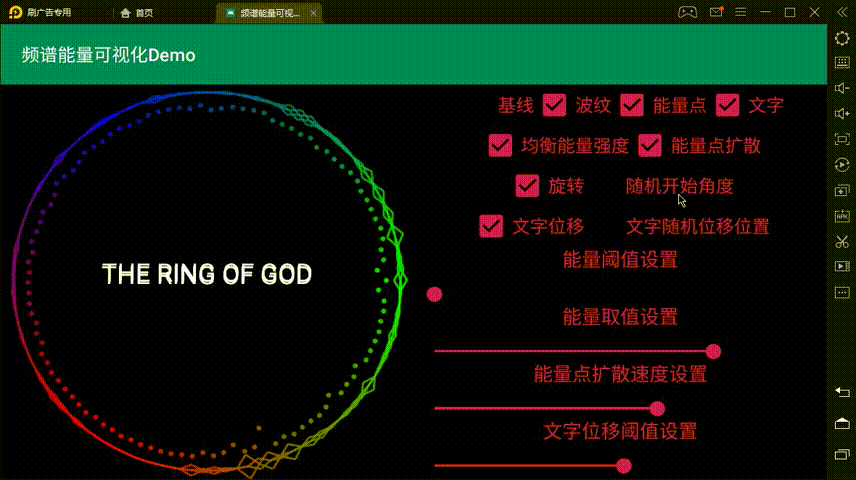 刷广告专用 首页 频谱能量可视化...
频谱能量可视化Demo
基线 波纹 能量点 文字
均衡能量强度 能量点扩散
旋转 随机开始角度
文字位移 文字随机位移位置
THE RING OF GOD
能量阈值设置
能量取值设置
能量点扩散速度设置
文字位移阈值设置
APK